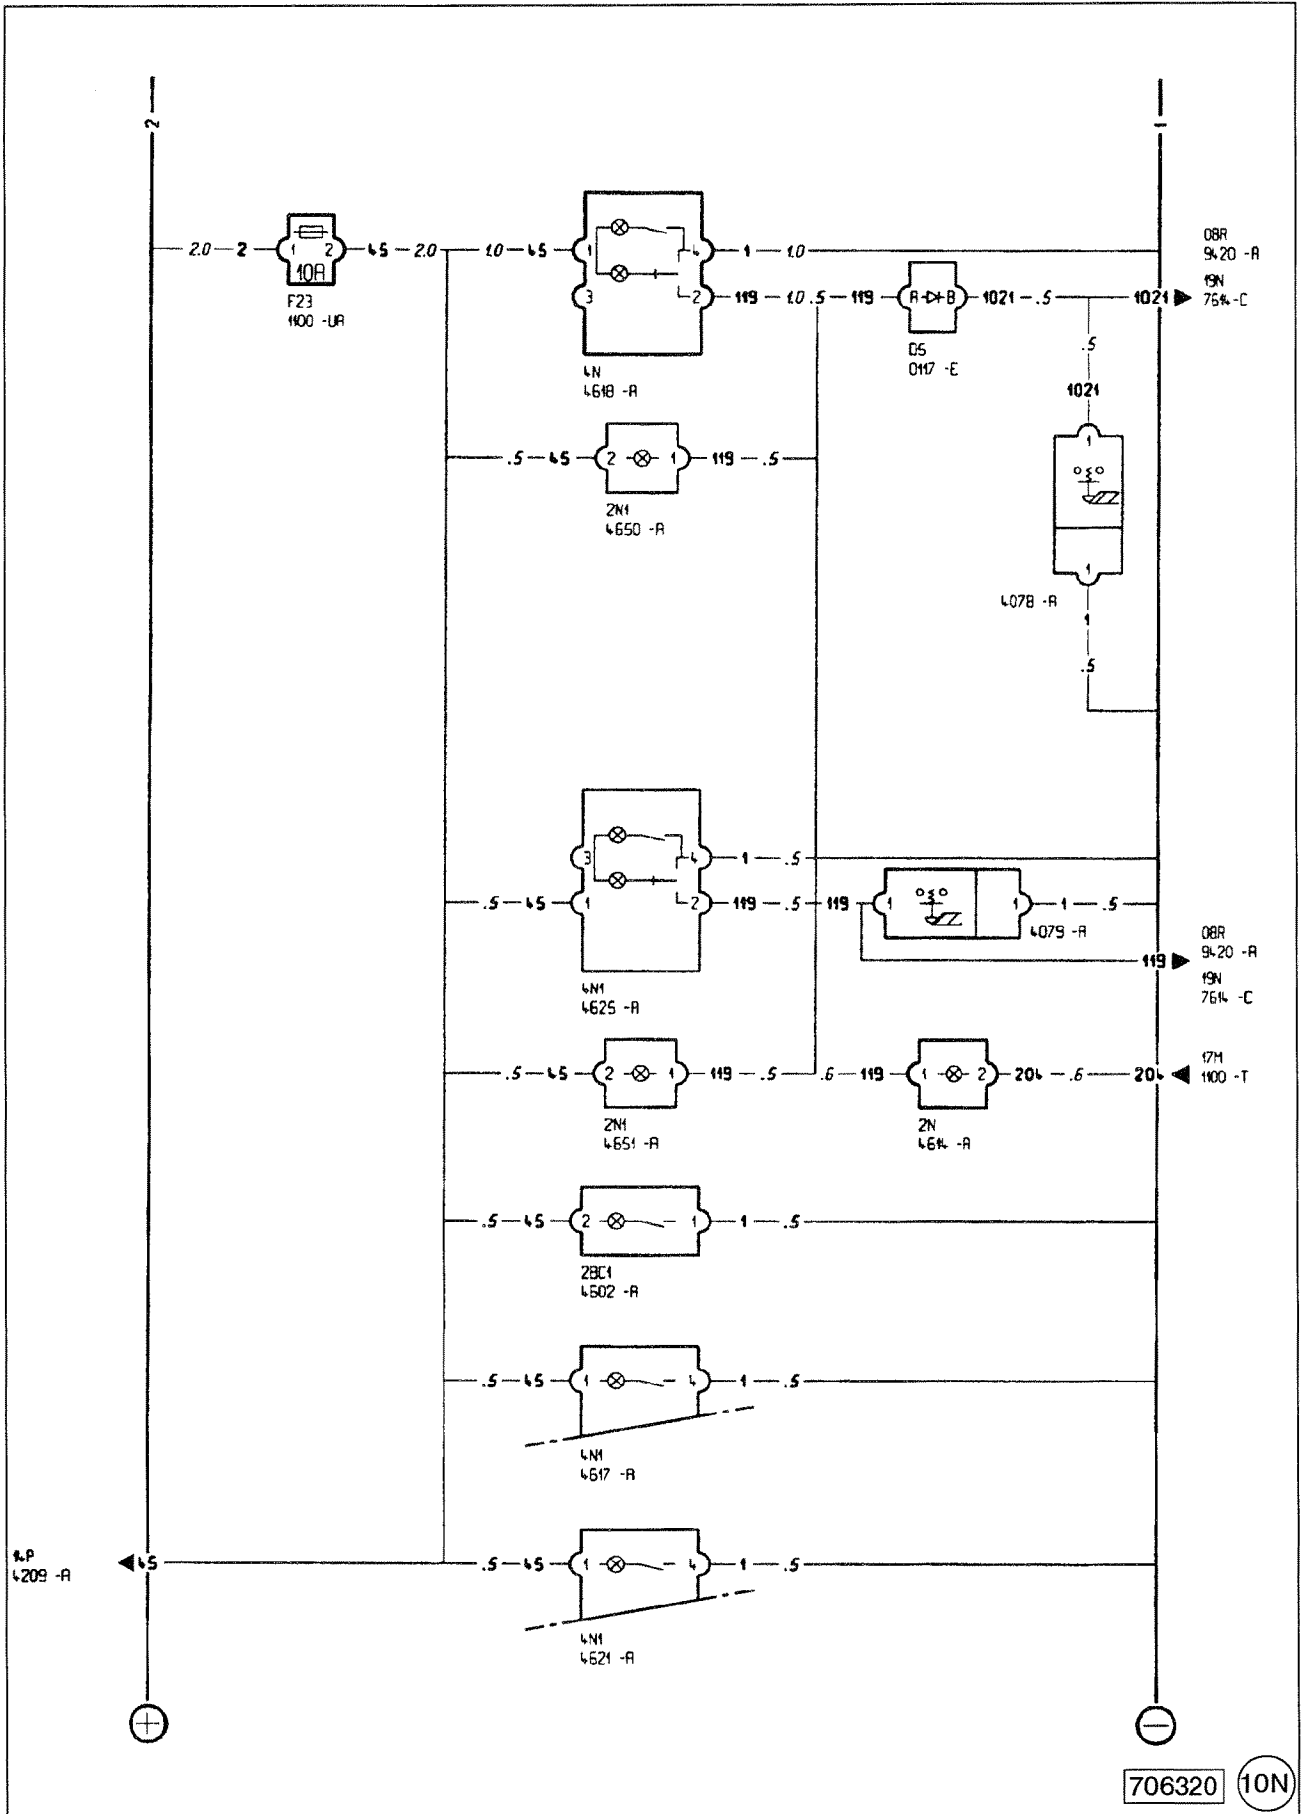 2
1
2.0 2 1 2 45 2.0 1.0 45 1 4 1 1.0
10A
F23
1100 -UA
3 2 119 1.0 .5 119 A B 1021 .5 1021
08R
9420 -A
19N
7614 -C
4N
4618 -A
D5
0117 -E
.5
1021
1
.5 45 2 1 119 .5
2N1
4650 -A
1
4078 -A
1
.5
3 4 1 .5
.5 45 1 2 119 .5 119 1 1 1 .5
4079 -A
119
08R
9420 -A
19N
7614 -C
4N1
4625 -A
.5 45 2 1 119 .5 .6 119 1 2 204 .6 204
17M
1100 -T
2N1
4651 -A
2N
4614 -A
.5 45 2 1 1 .5
2BC1
4602 -A
.5 45 1 4 1 .5
4N1
4617 -A
14P
4209 -A
45 .5 45 1 4 1 .5
4N1
4621 -A
+
−
706320 10N